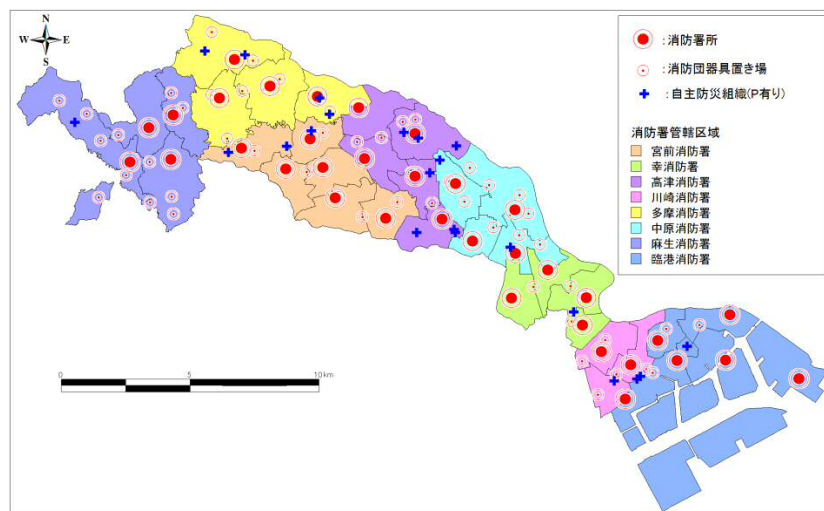 N
W E
S
:消防署所
:消防団器具置き場
:自主防災組織(P有り)
消防署管轄区域
宮前消防署
幸消防署
高津消防署
川崎消防署
多摩消防署
中原消防署
麻生消防署
臨港消防署
0 5 10 km